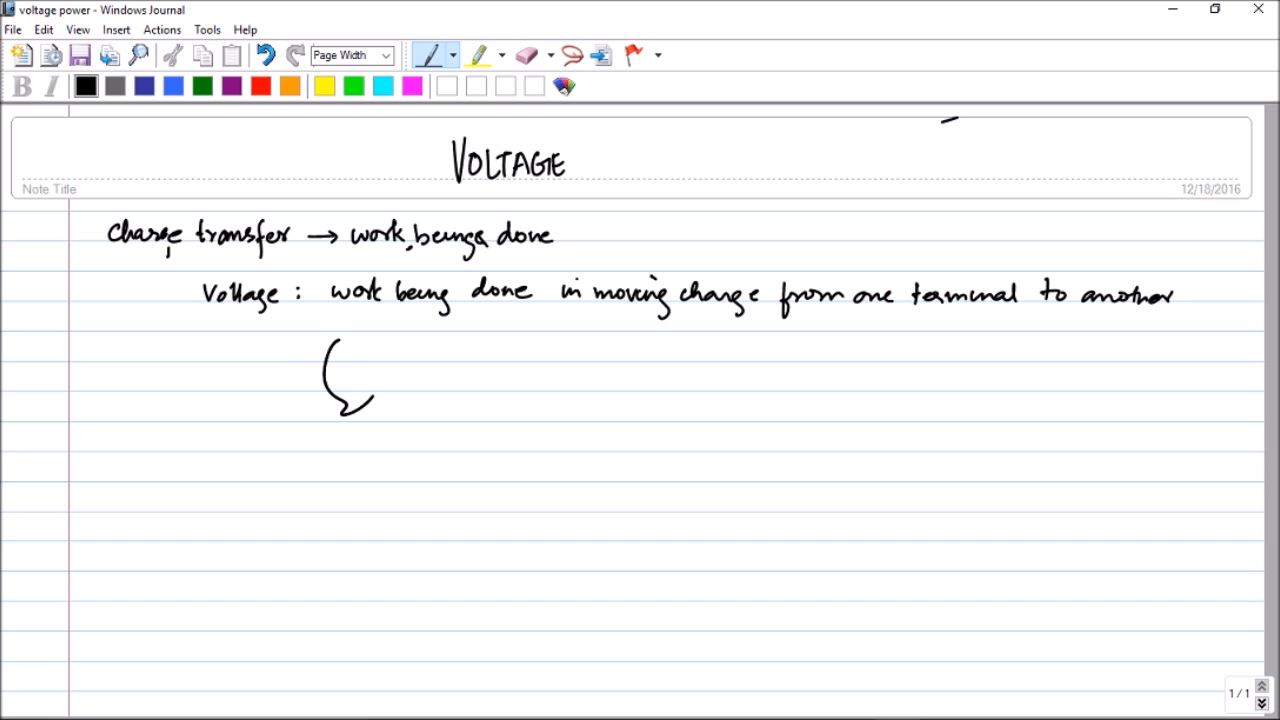 voltage power - Windows Journal
File Edit View Insert Actions Tools Help
Page Width
B I
VOLTAGE
Note Title
12/18/2016
Charge transfer → work being done
Voltage : work being done in moving charge from one terminal to another
1 / 1